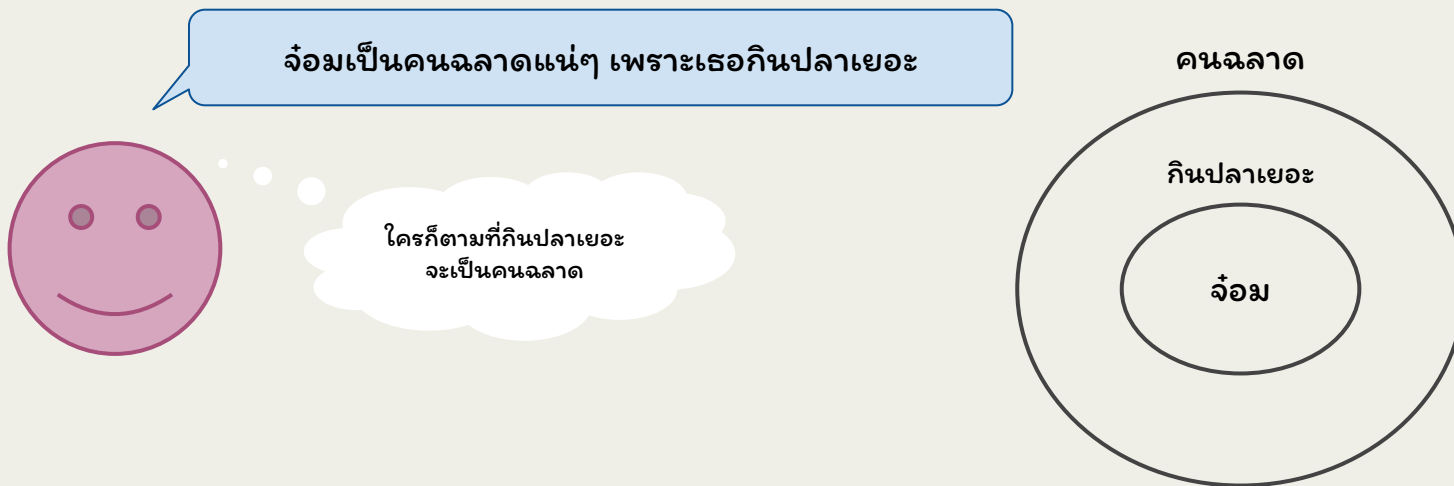 จ๋อมเป็นคนฉลาดแน่ๆ เพราะเธอกินปลาเยอะ
ใครก็ตามที่กินปลาเยอะ
จะเป็นคนฉลาด
คนฉลาด
กินปลาเยอะ
จ๋อม